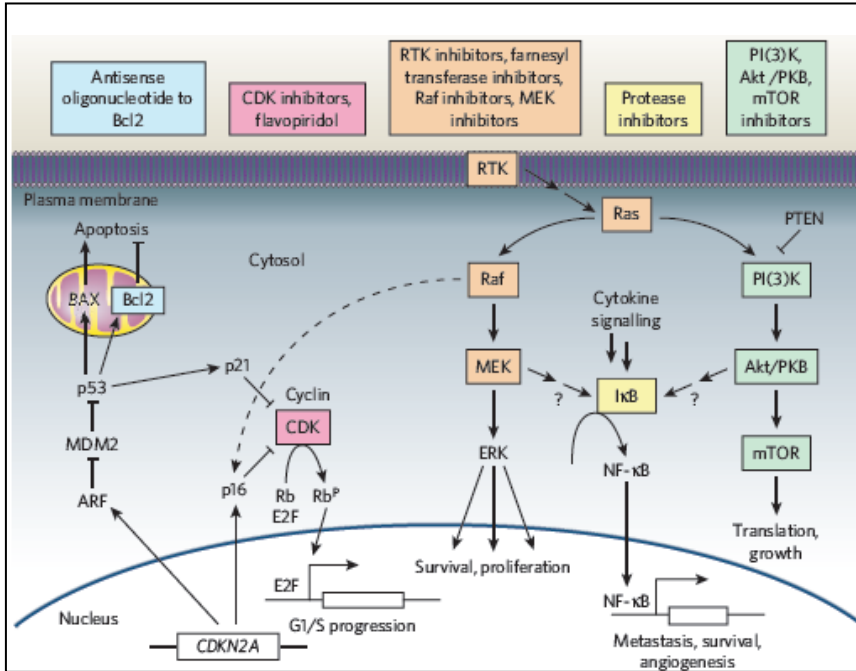 Antisense
oligonucleotide to
Bcl2
CDK inhibitors,
flavopiridol
RTK inhibitors, farnesyl
transferase inhibitors,
Raf inhibitors, MEK
inhibitors
Protease
inhibitors
PI(3)K,
Akt/PKB,
mTOR
inhibitors
RTK
Plasma membrane
Ras
PTEN
Apoptosis
Cytosol
Raf
PI(3)K
BAX
Bcl2
Cytokine
signalling
p53
p21
MEK
?
IκB
?
Akt/PKB
Cyclin
CDK
MDM2
ERK
NF-κB
mTOR
ARF
p16
Rb
E2F
Rbᴾ
Translation,
growth
Survival, proliferation
E2F
G1/S progression
NF-κB
Nucleus
CDKN2A
Metastasis, survival,
angiogenesis